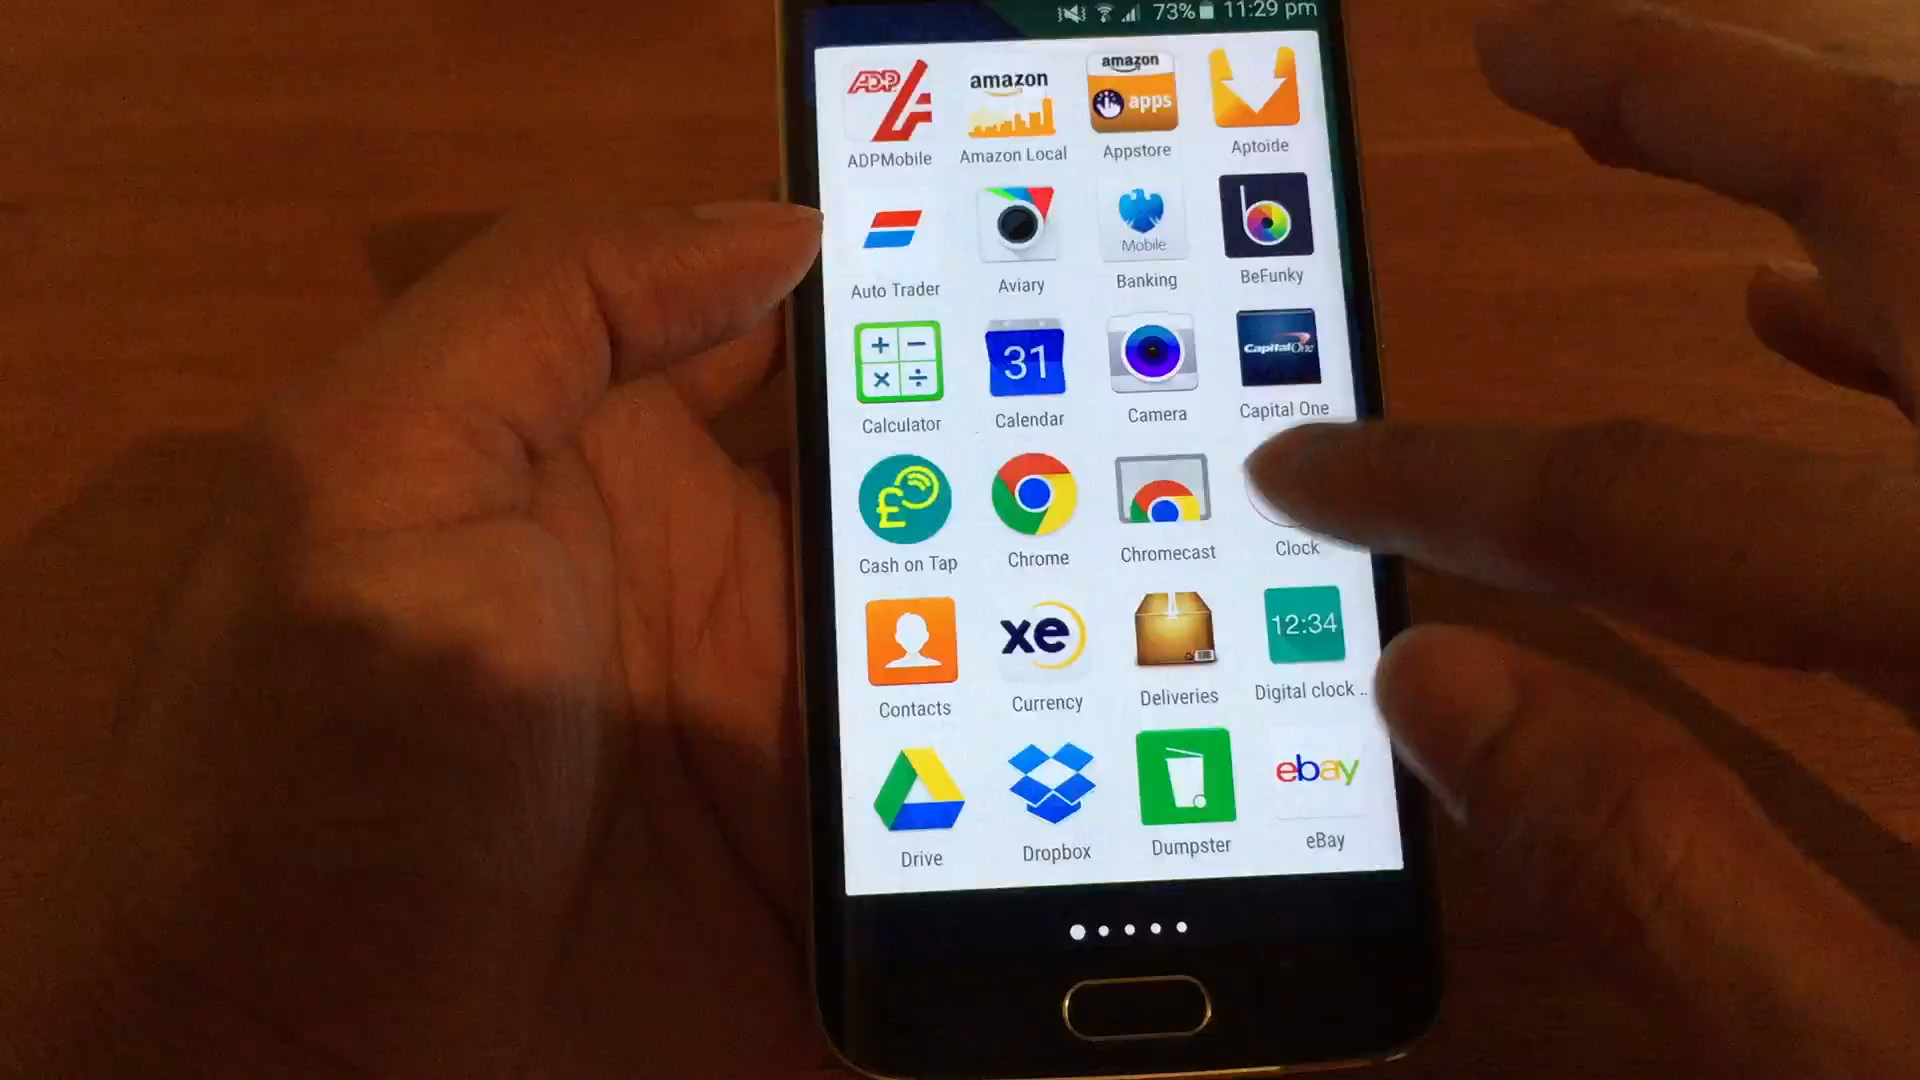 73% 11:29 pm
ADP
amazon
amazon
apps
ADPMobile Amazon Local Appstore Aptoide
Mobile
b
Auto Trader Aviary Banking BeFunky
+ −
× ÷
31
CapitalOne
Calculator Calendar Camera Capital One
£
Cash on Tap Chrome Chromecast Clock
xe
12:34
Contacts Currency Deliveries Digital clock ..
ebay
Drive Dropbox Dumpster eBay